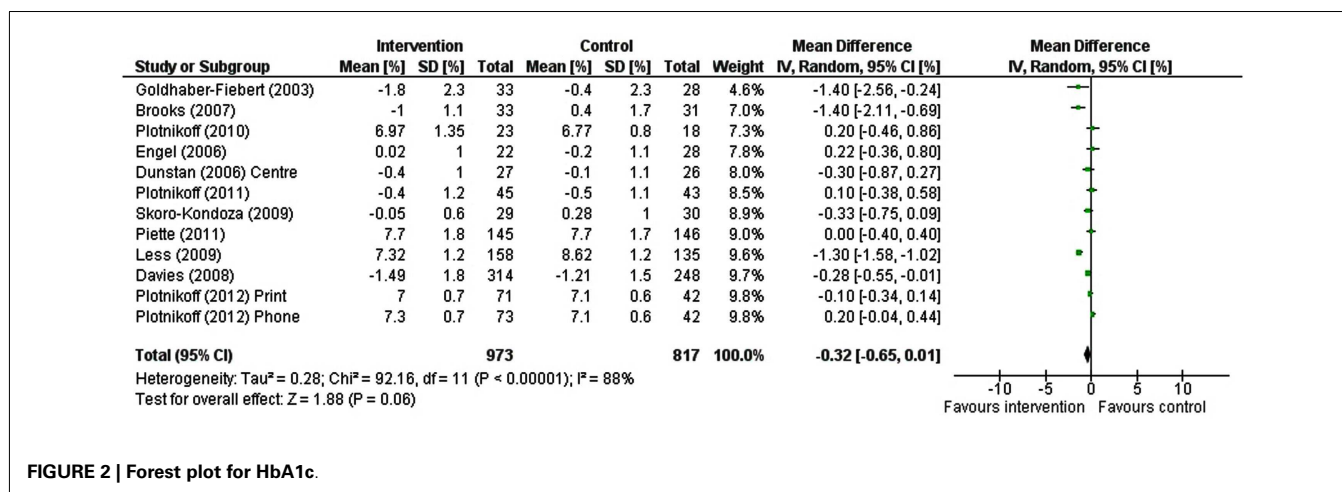 Intervention Control Mean Difference Mean Difference
Study or Subgroup Mean [%] SD [%] Total Mean [%] SD [%] Total Weight IV, Random, 95% CI [%] IV, Random, 95% CI [%]
Goldhaber-Fiebert (2003) -1.8 2.3 33 -0.4 2.3 28 4.6% -1.40 [-2.56, -0.24]
Brooks (2007) -1 1.1 33 0.4 1.7 31 7.0% -1.40 [-2.11, -0.69]
Plotnikoff (2010) 6.97 1.35 23 6.77 0.8 18 7.3% 0.20 [-0.46, 0.86]
Engel (2006) 0.02 1 22 -0.2 1.1 28 7.8% 0.22 [-0.36, 0.80]
Dunstan (2006) Centre -0.4 1 27 -0.1 1.1 26 8.0% -0.30 [-0.87, 0.27]
Plotnikoff (2011) -0.4 1.2 45 -0.5 1.1 43 8.5% 0.10 [-0.38, 0.58]
Skoro-Kondoza (2009) -0.05 0.6 29 0.28 1 30 8.9% -0.33 [-0.75, 0.09]
Piette (2011) 7.7 1.8 145 7.7 1.7 146 9.0% 0.00 [-0.40, 0.40]
Less (2009) 7.32 1.2 158 8.62 1.2 135 9.6% -1.30 [-1.58, -1.02]
Davies (2008) -1.49 1.8 314 -1.21 1.5 248 9.7% -0.28 [-0.55, -0.01]
Plotnikoff (2012) Print 7 0.7 71 7.1 0.6 42 9.8% -0.10 [-0.34, 0.14]
Plotnikoff (2012) Phone 7.3 0.7 73 7.1 0.6 42 9.8% 0.20 [-0.04, 0.44]
Total (95% CI) 973 817 100.0% -0.32 [-0.65, 0.01]
Heterogeneity: Tau² = 0.28; Chi² = 92.16, df = 11 (P < 0.00001); I² = 88%
Test for overall effect: Z = 1.88 (P = 0.06)
-10 -5 0 5 10
Favours intervention Favours control
FIGURE 2 | Forest plot for HbA1c.